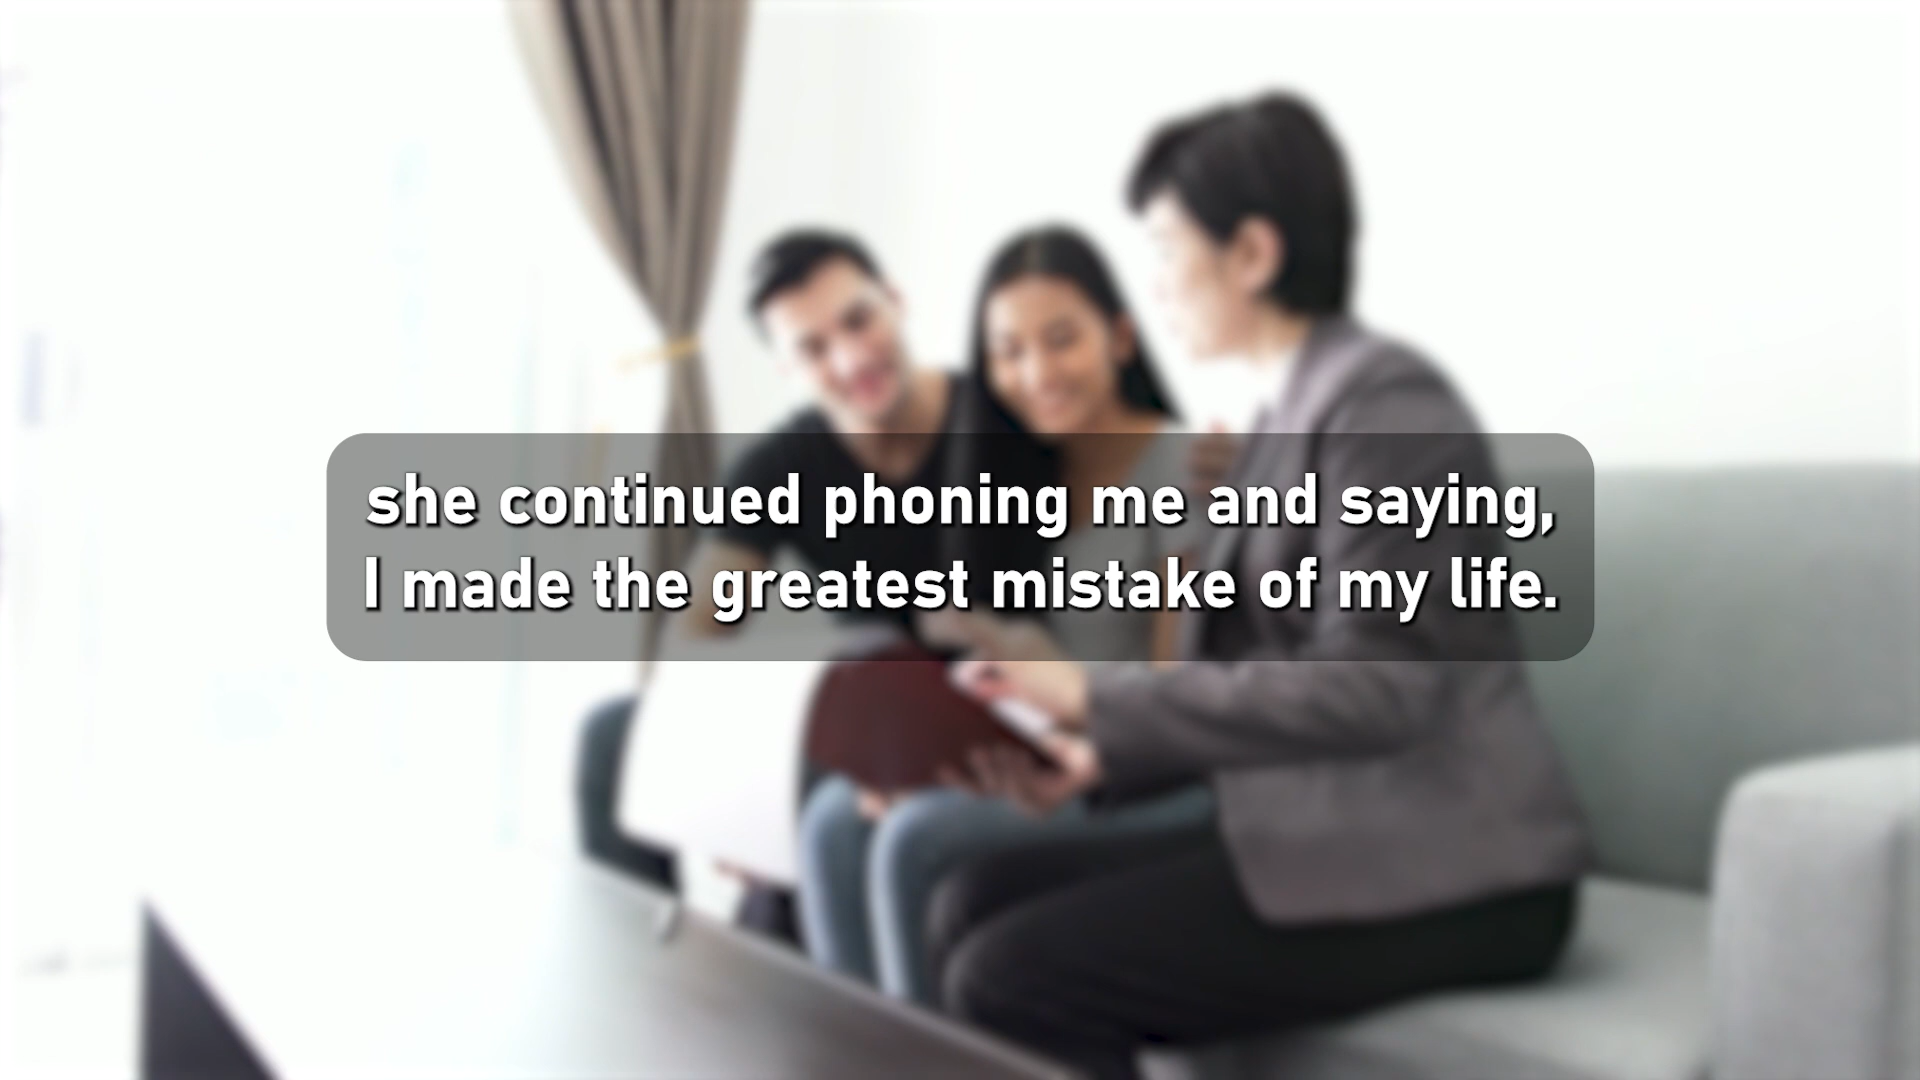 she continued phoning me and saying,
I made the greatest mistake of my life.